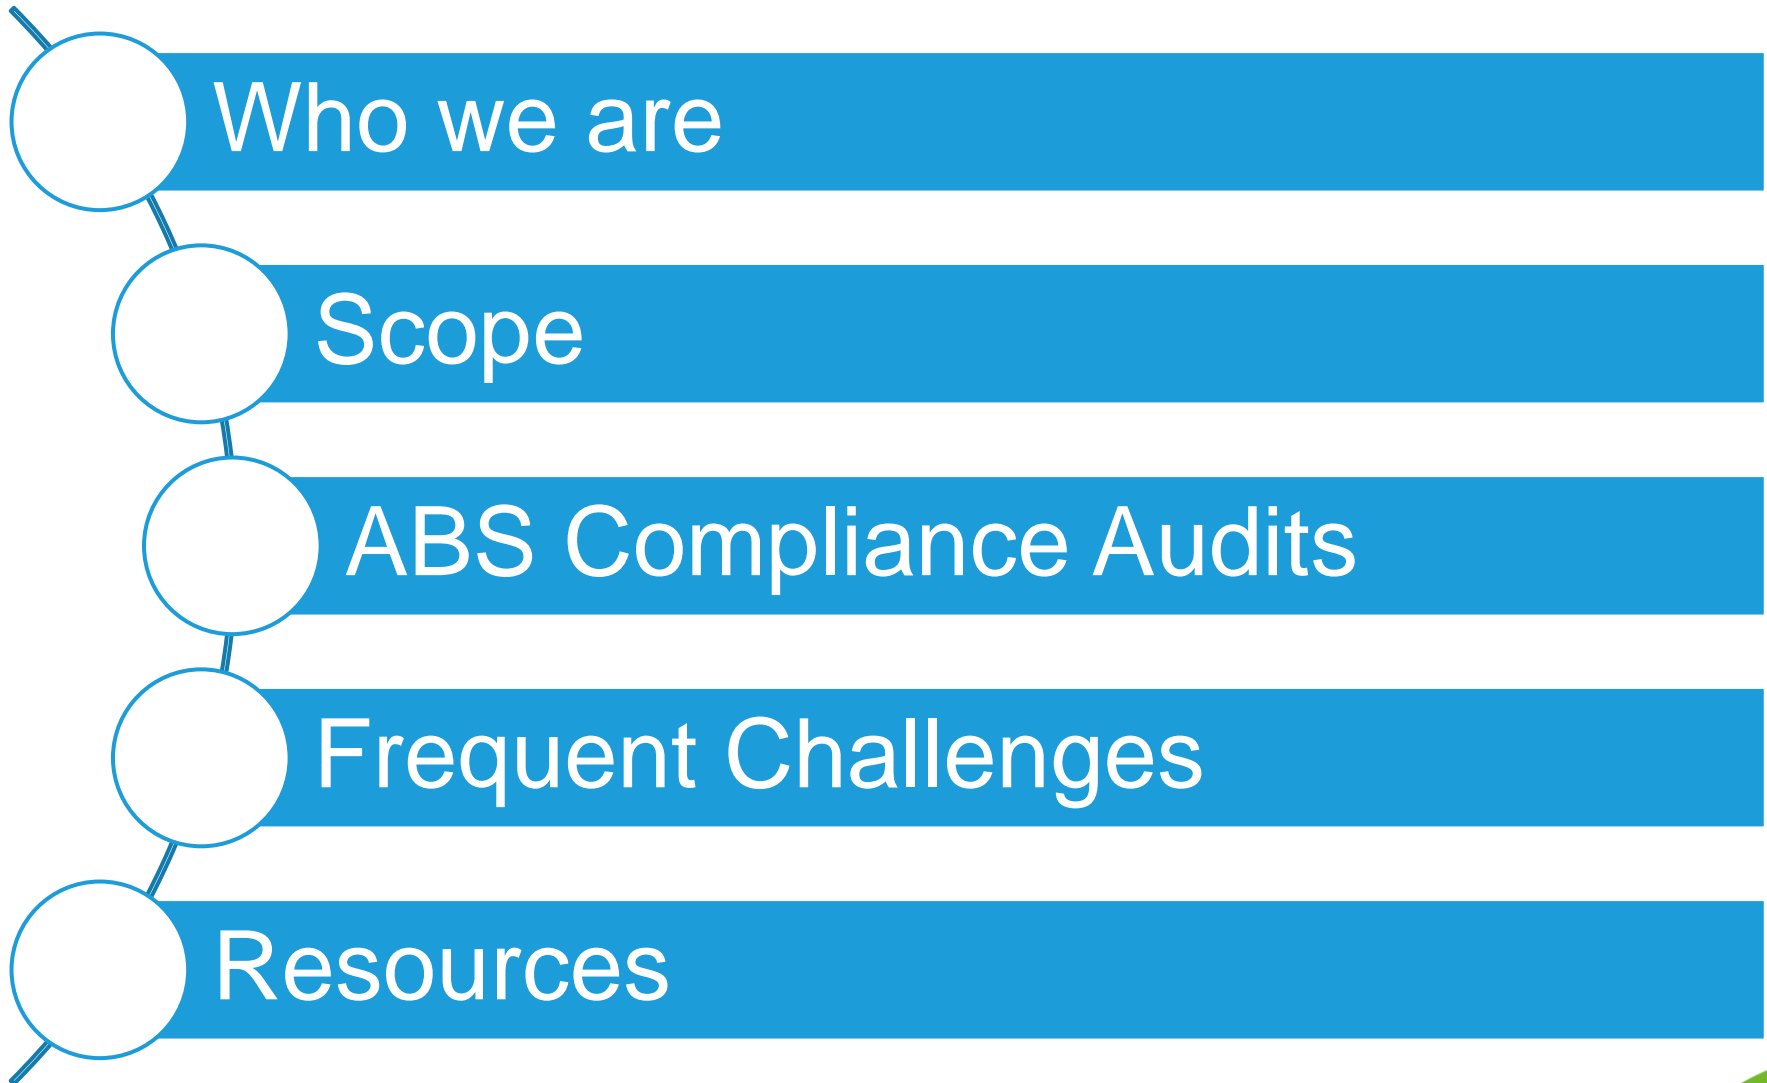 Who we are
Scope
ABS Compliance Audits
Frequent Challenges
Resources